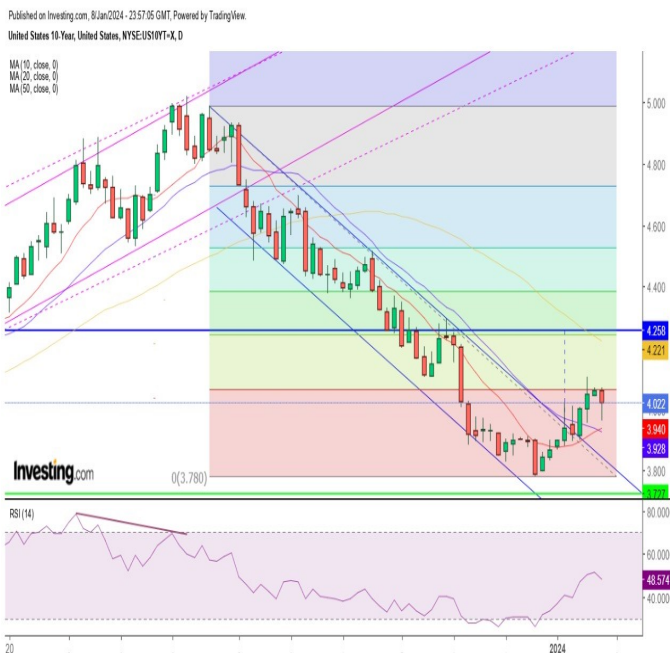 Published on Investing.com, 8/Jan/2024 - 23:57:05 GMT, Powered by TradingView.
United States 10-Year, United States, NYSE:US10YT=X, D
MA (10, close, 0)
MA (20, close, 0)
MA (50, close, 0)
5.000
4.800
4.600
4.400
4.258
4.221
4.022
3.940
3.928
3.800
3.727
0(3.780)
Investing.com
RSI (14)
80.000
60.000
48.574
40.000
20
2024